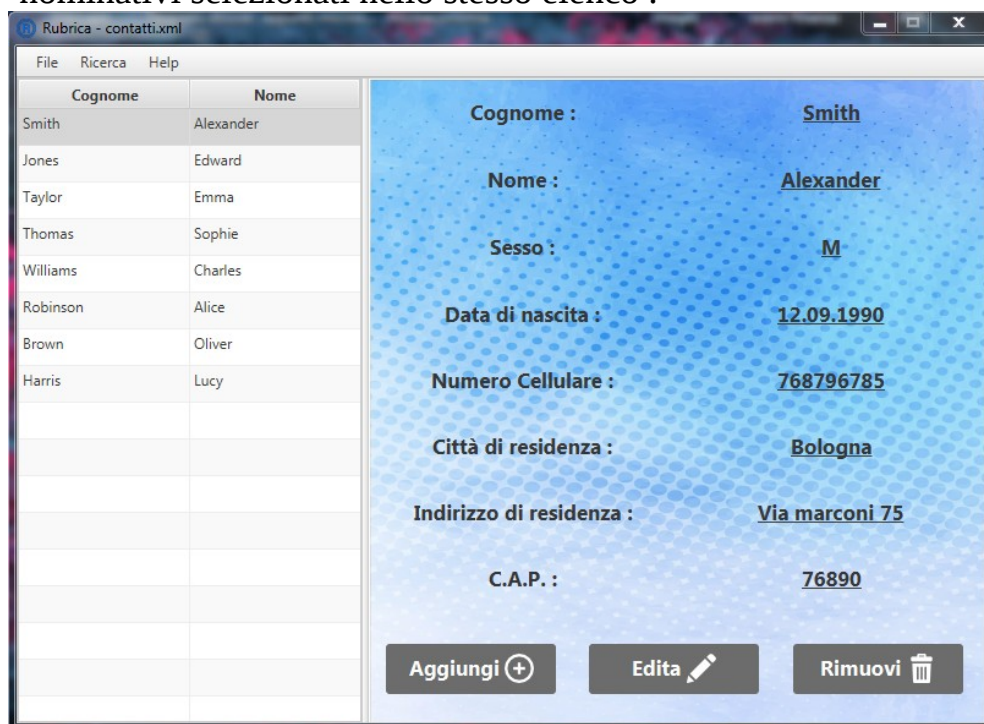 nominativi selezionati nello stesso elenco .
Rubrica - contatti.xml
File Ricerca Help
Cognome Nome
Smith Alexander
Jones Edward
Taylor Emma
Thomas Sophie
Williams Charles
Robinson Alice
Brown Oliver
Harris Lucy
Cognome : Smith
Nome : Alexander
Sesso : M
Data di nascita : 12.09.1990
Numero Cellulare : 768796785
Città di residenza : Bologna
Indirizzo di residenza : Via marconi 75
C.A.P. : 76890
Aggiungi Edita Rimuovi